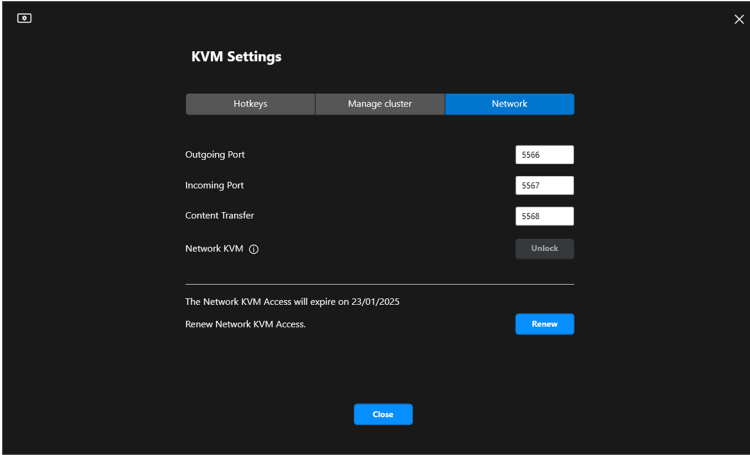 KVM Settings
Hotkeys Manage cluster Network
Outgoing Port 5566
Incoming Port 5567
Content Transfer 5568
Network KVM Unlock
The Network KVM Access will expire on 23/01/2025
Renew Network KVM Access. Renew
Close